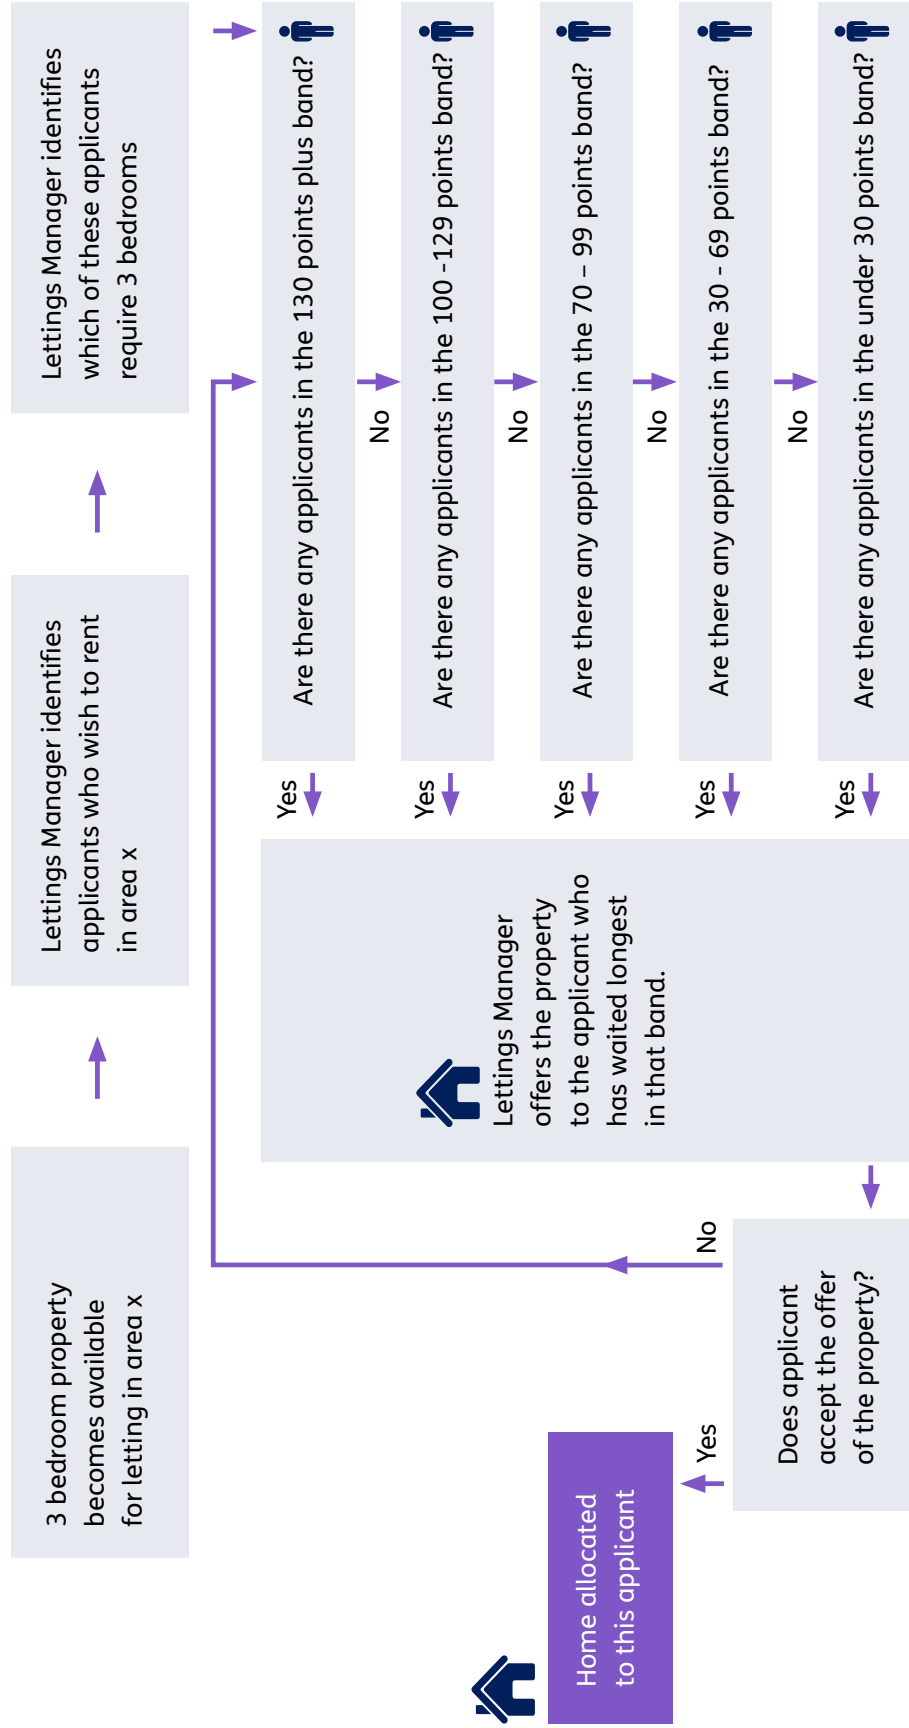 3 bedroom property
becomes available
for letting in area x
Lettings Manager identifies
applicants who wish to rent
in area x
Lettings Manager identifies
which of these applicants
require 3 bedrooms
Are there any applicants in the 130 points plus band?
Yes
No
Are there any applicants in the 100 -129 points band?
Yes
No
Are there any applicants in the 70 – 99 points band?
Yes
No
Are there any applicants in the 30 - 69 points band?
Yes
No
Are there any applicants in the under 30 points band?
Yes
Lettings Manager
offers the property
to the applicant who
has waited longest
in that band.
Does applicant
accept the offer
of the property?
No
Yes
Home allocated
to this applicant